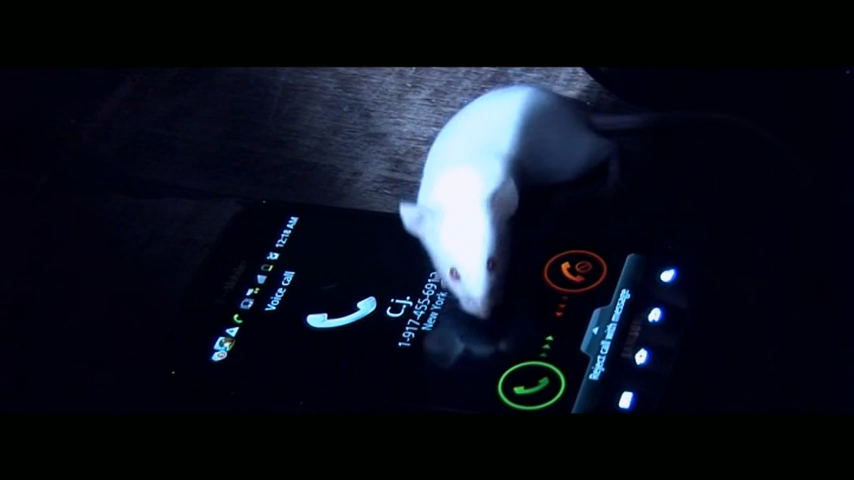 12:18 AM
Voice call
C.j.
New York
Reject call with message